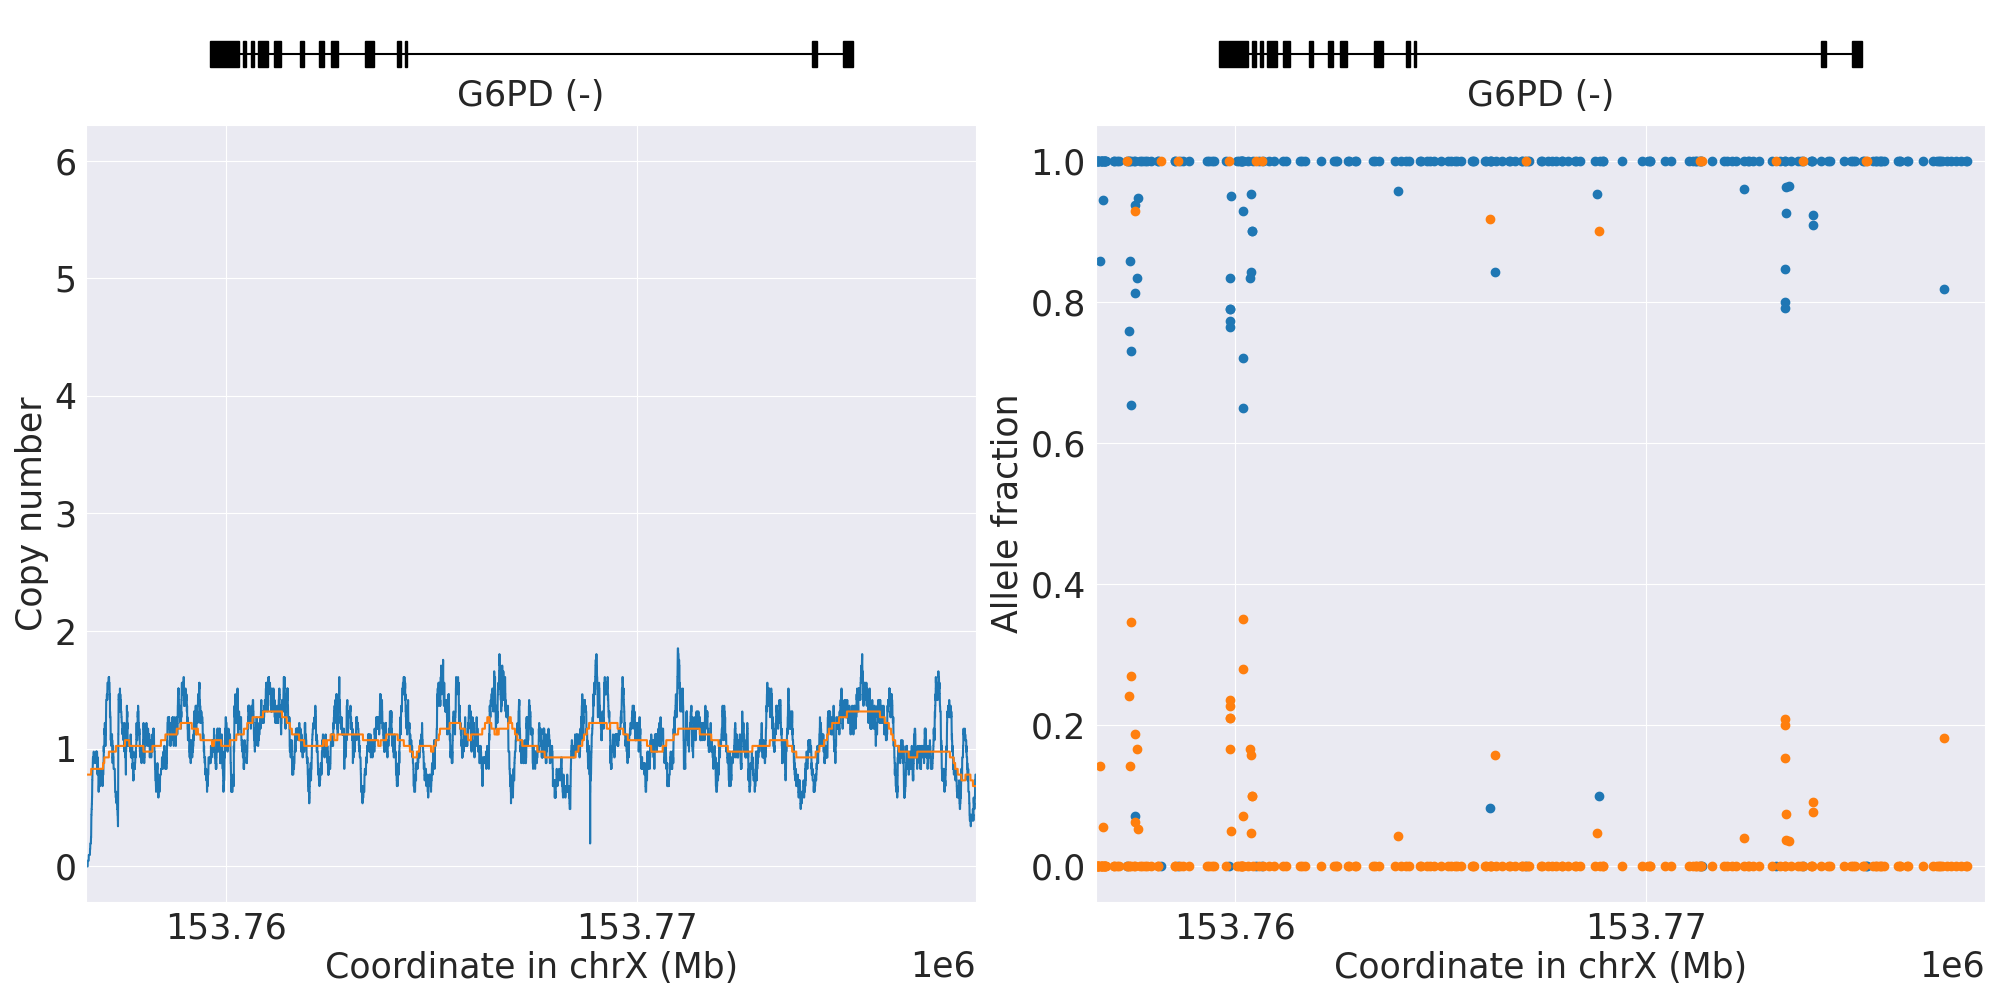 G6PD (-)
G6PD (-)
Copy number
6
5
4
3
2
1
0
153.76
153.77
Coordinate in chrX (Mb)
1e6
Allele fraction
1.0
0.8
0.6
0.4
0.2
0.0
153.76
153.77
Coordinate in chrX (Mb)
1e6